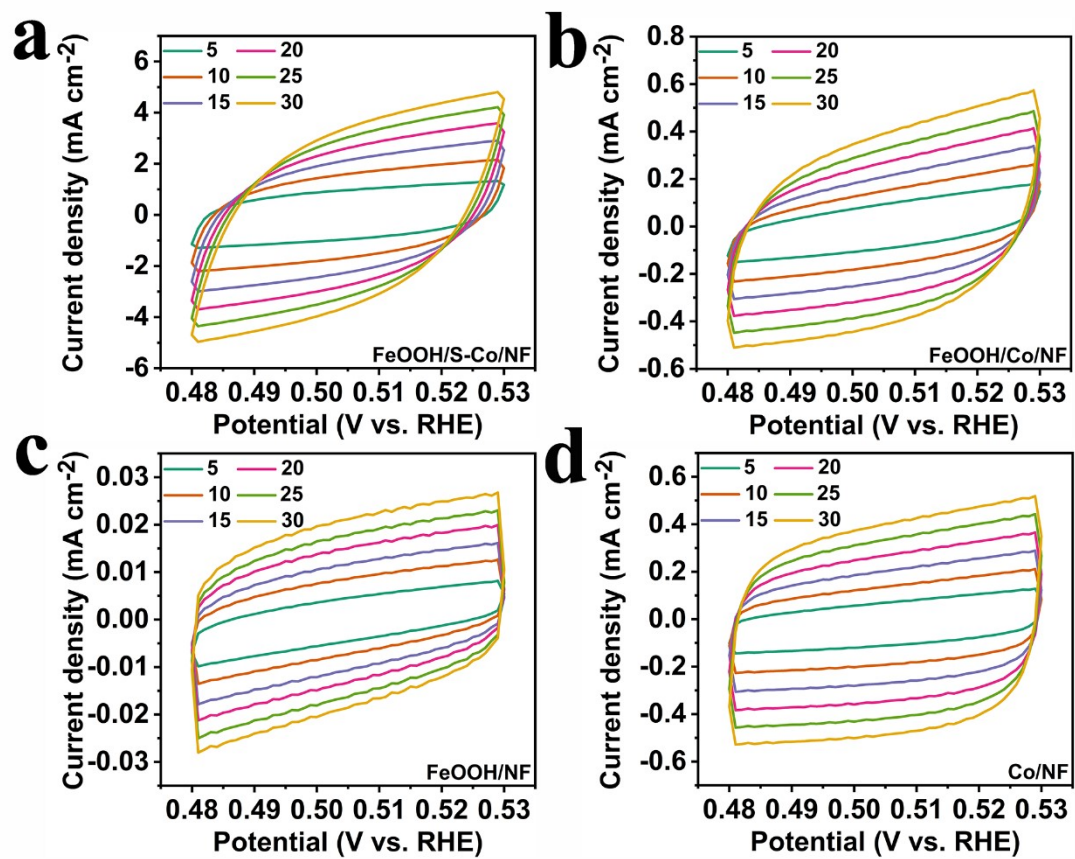 a
Current density (mA cm-2)
5 20
10 25
15 30
6
4
2
0
-2
-4
-6
FeOOH/S-Co/NF
0.48 0.49 0.50 0.51 0.52 0.53
Potential (V vs. RHE)
b
Current density (mA cm-2)
5 20
10 25
15 30
0.8
0.6
0.4
0.2
0.0
-0.2
-0.4
0.6
FeOOH/Co/NF
0.48 0.49 0.50 0.51 0.52 0.53
Potential (V vs. RHE)
c
Current density (mA cm-2)
5 20
10 25
15 30
0.03
0.02
0.01
0.00
-0.01
-0.02
-0.03
FeOOH/NF
0.48 0.49 0.50 0.51 0.52 0.53
Potential (V vs. RHE)
d
Current density (mA cm-2)
5 20
10 25
15 30
0.6
0.4
0.2
0.0
-0.2
-0.4
-0.6
Co/NF
0.48 0.49 0.50 0.51 0.52 0.53
Potential (V vs. RHE)